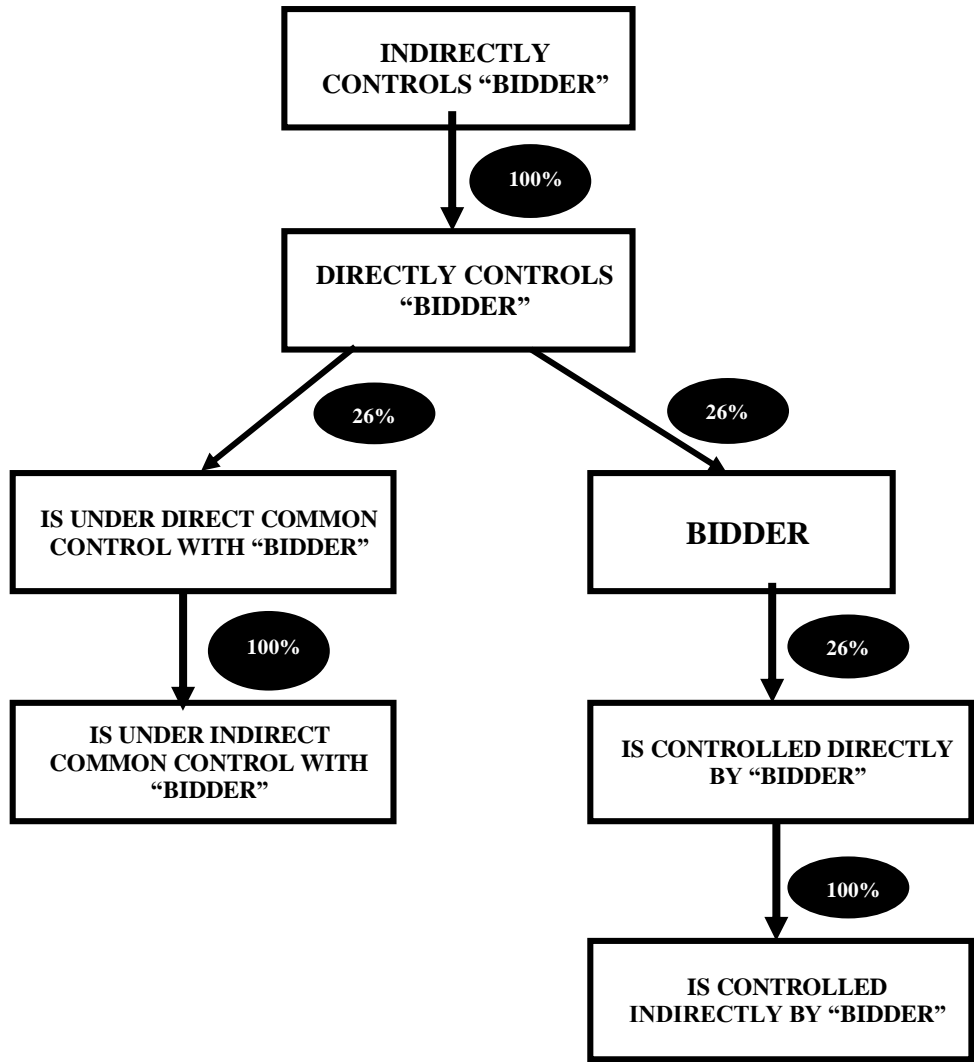 INDIRECTLY
CONTROLS “BIDDER”
100%
DIRECTLY CONTROLS
“BIDDER”
26%
26%
IS UNDER DIRECT COMMON
CONTROL WITH “BIDDER”
BIDDER
100%
26%
IS UNDER INDIRECT
COMMON CONTROL WITH
“BIDDER”
IS CONTROLLED DIRECTLY
BY “BIDDER”
100%
IS CONTROLLED
INDIRECTLY BY “BIDDER”